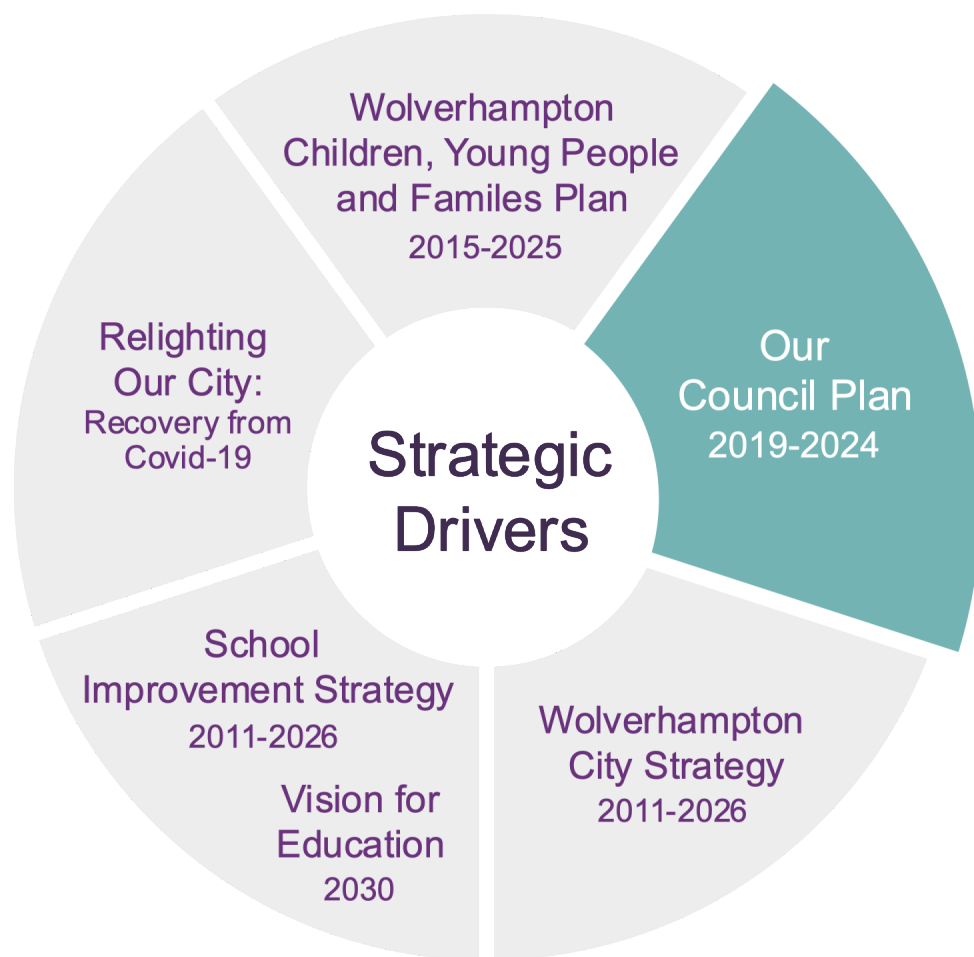 Wolverhampton
Children, Young People
and Familes Plan
2015-2025
Our
Council Plan
2019-2024
Relighting
Our City:
Recovery from
Covid-19
Strategic
Drivers
School
Improvement Strategy
2011-2026
Vision for
Education
2030
Wolverhampton
City Strategy
2011-2026